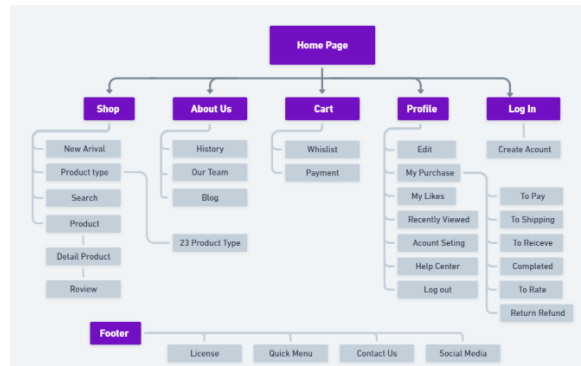 Home Page
Shop
About Us
Cart
Profile
Log In
New Arival
History
Whislist
Edit
Create Acount
Product type
Our Team
Payment
My Purchase
Search
Blog
My Likes
To Pay
Product
Recently Viewed
To Shipping
23 Product Type
Acount Seting
To Reiceve
Detail Product
Help Center
Completed
Review
Log out
To Rate
Return Refund
Footer
License
Quick Menu
Contact Us
Social Media